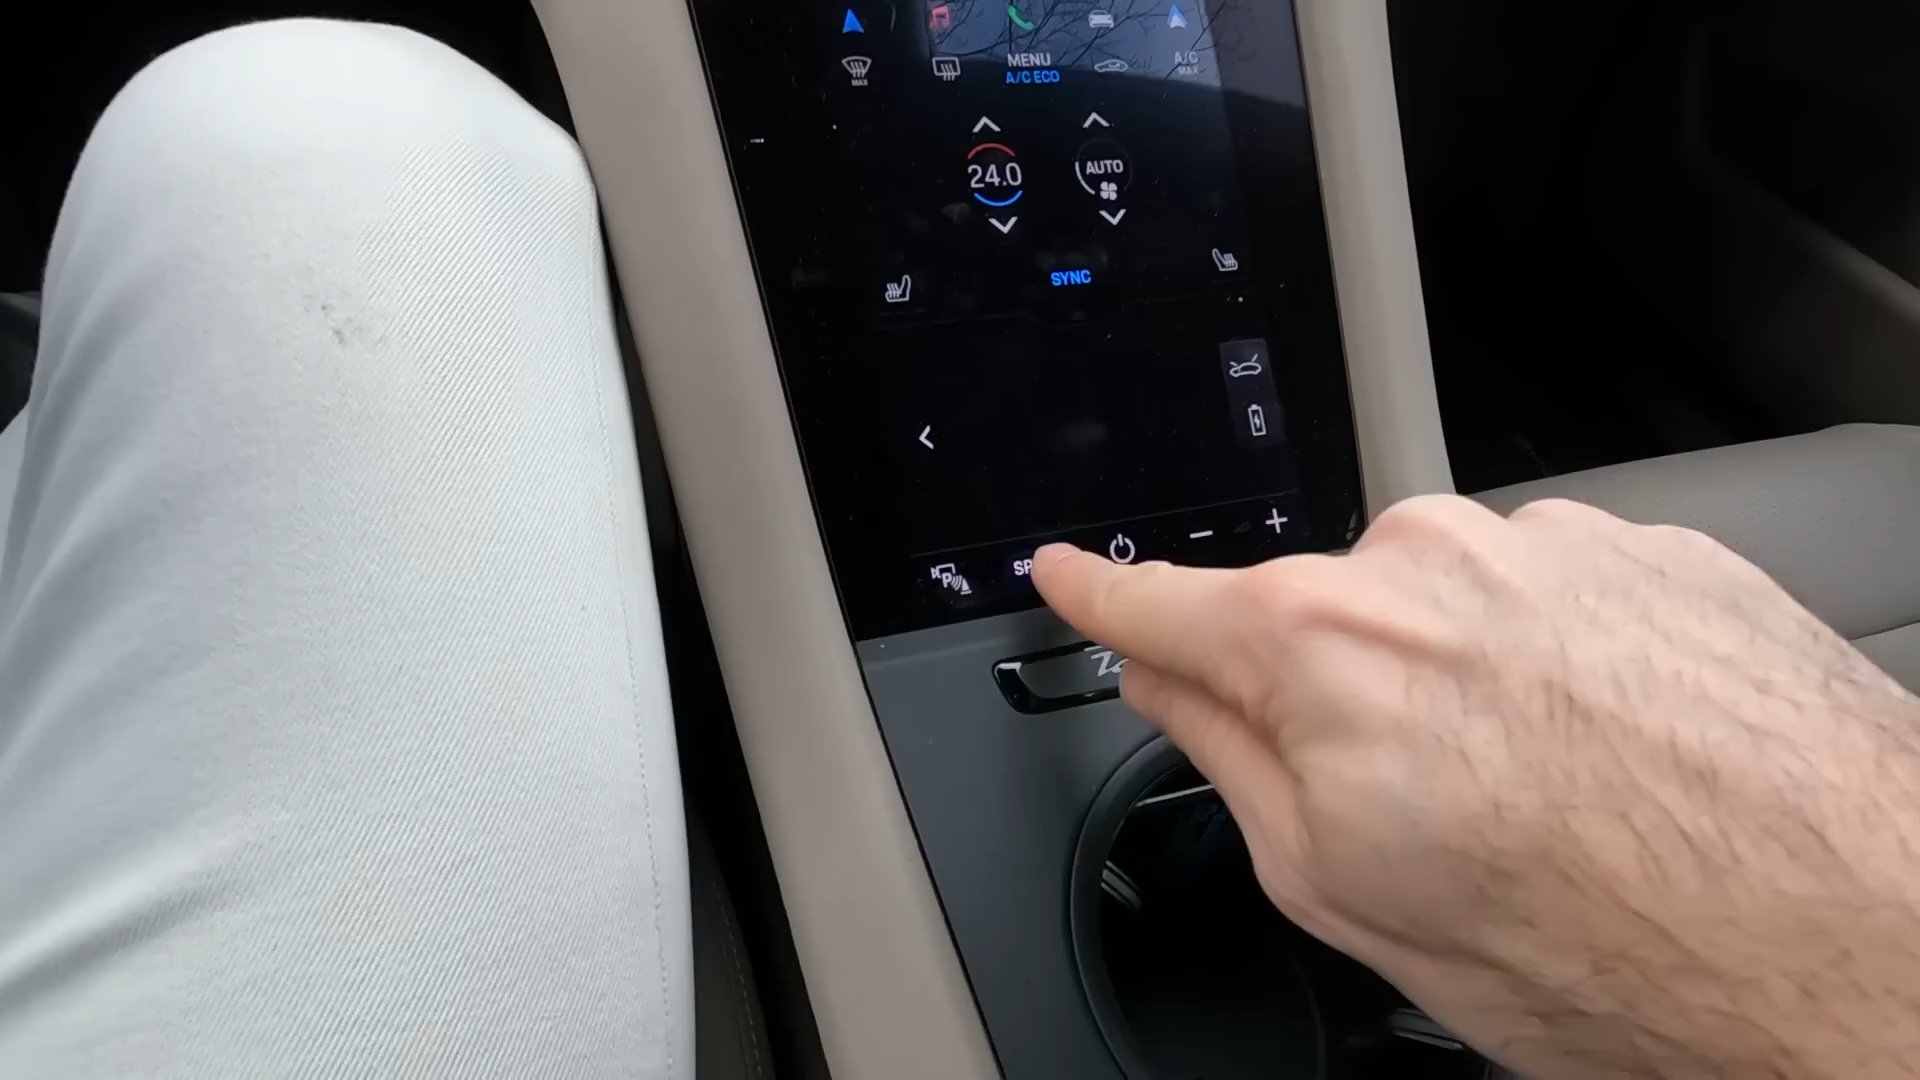 MAX
MENU
A/C ECO
A/C
MAX
24.0
AUTO
SYNC
P
SP